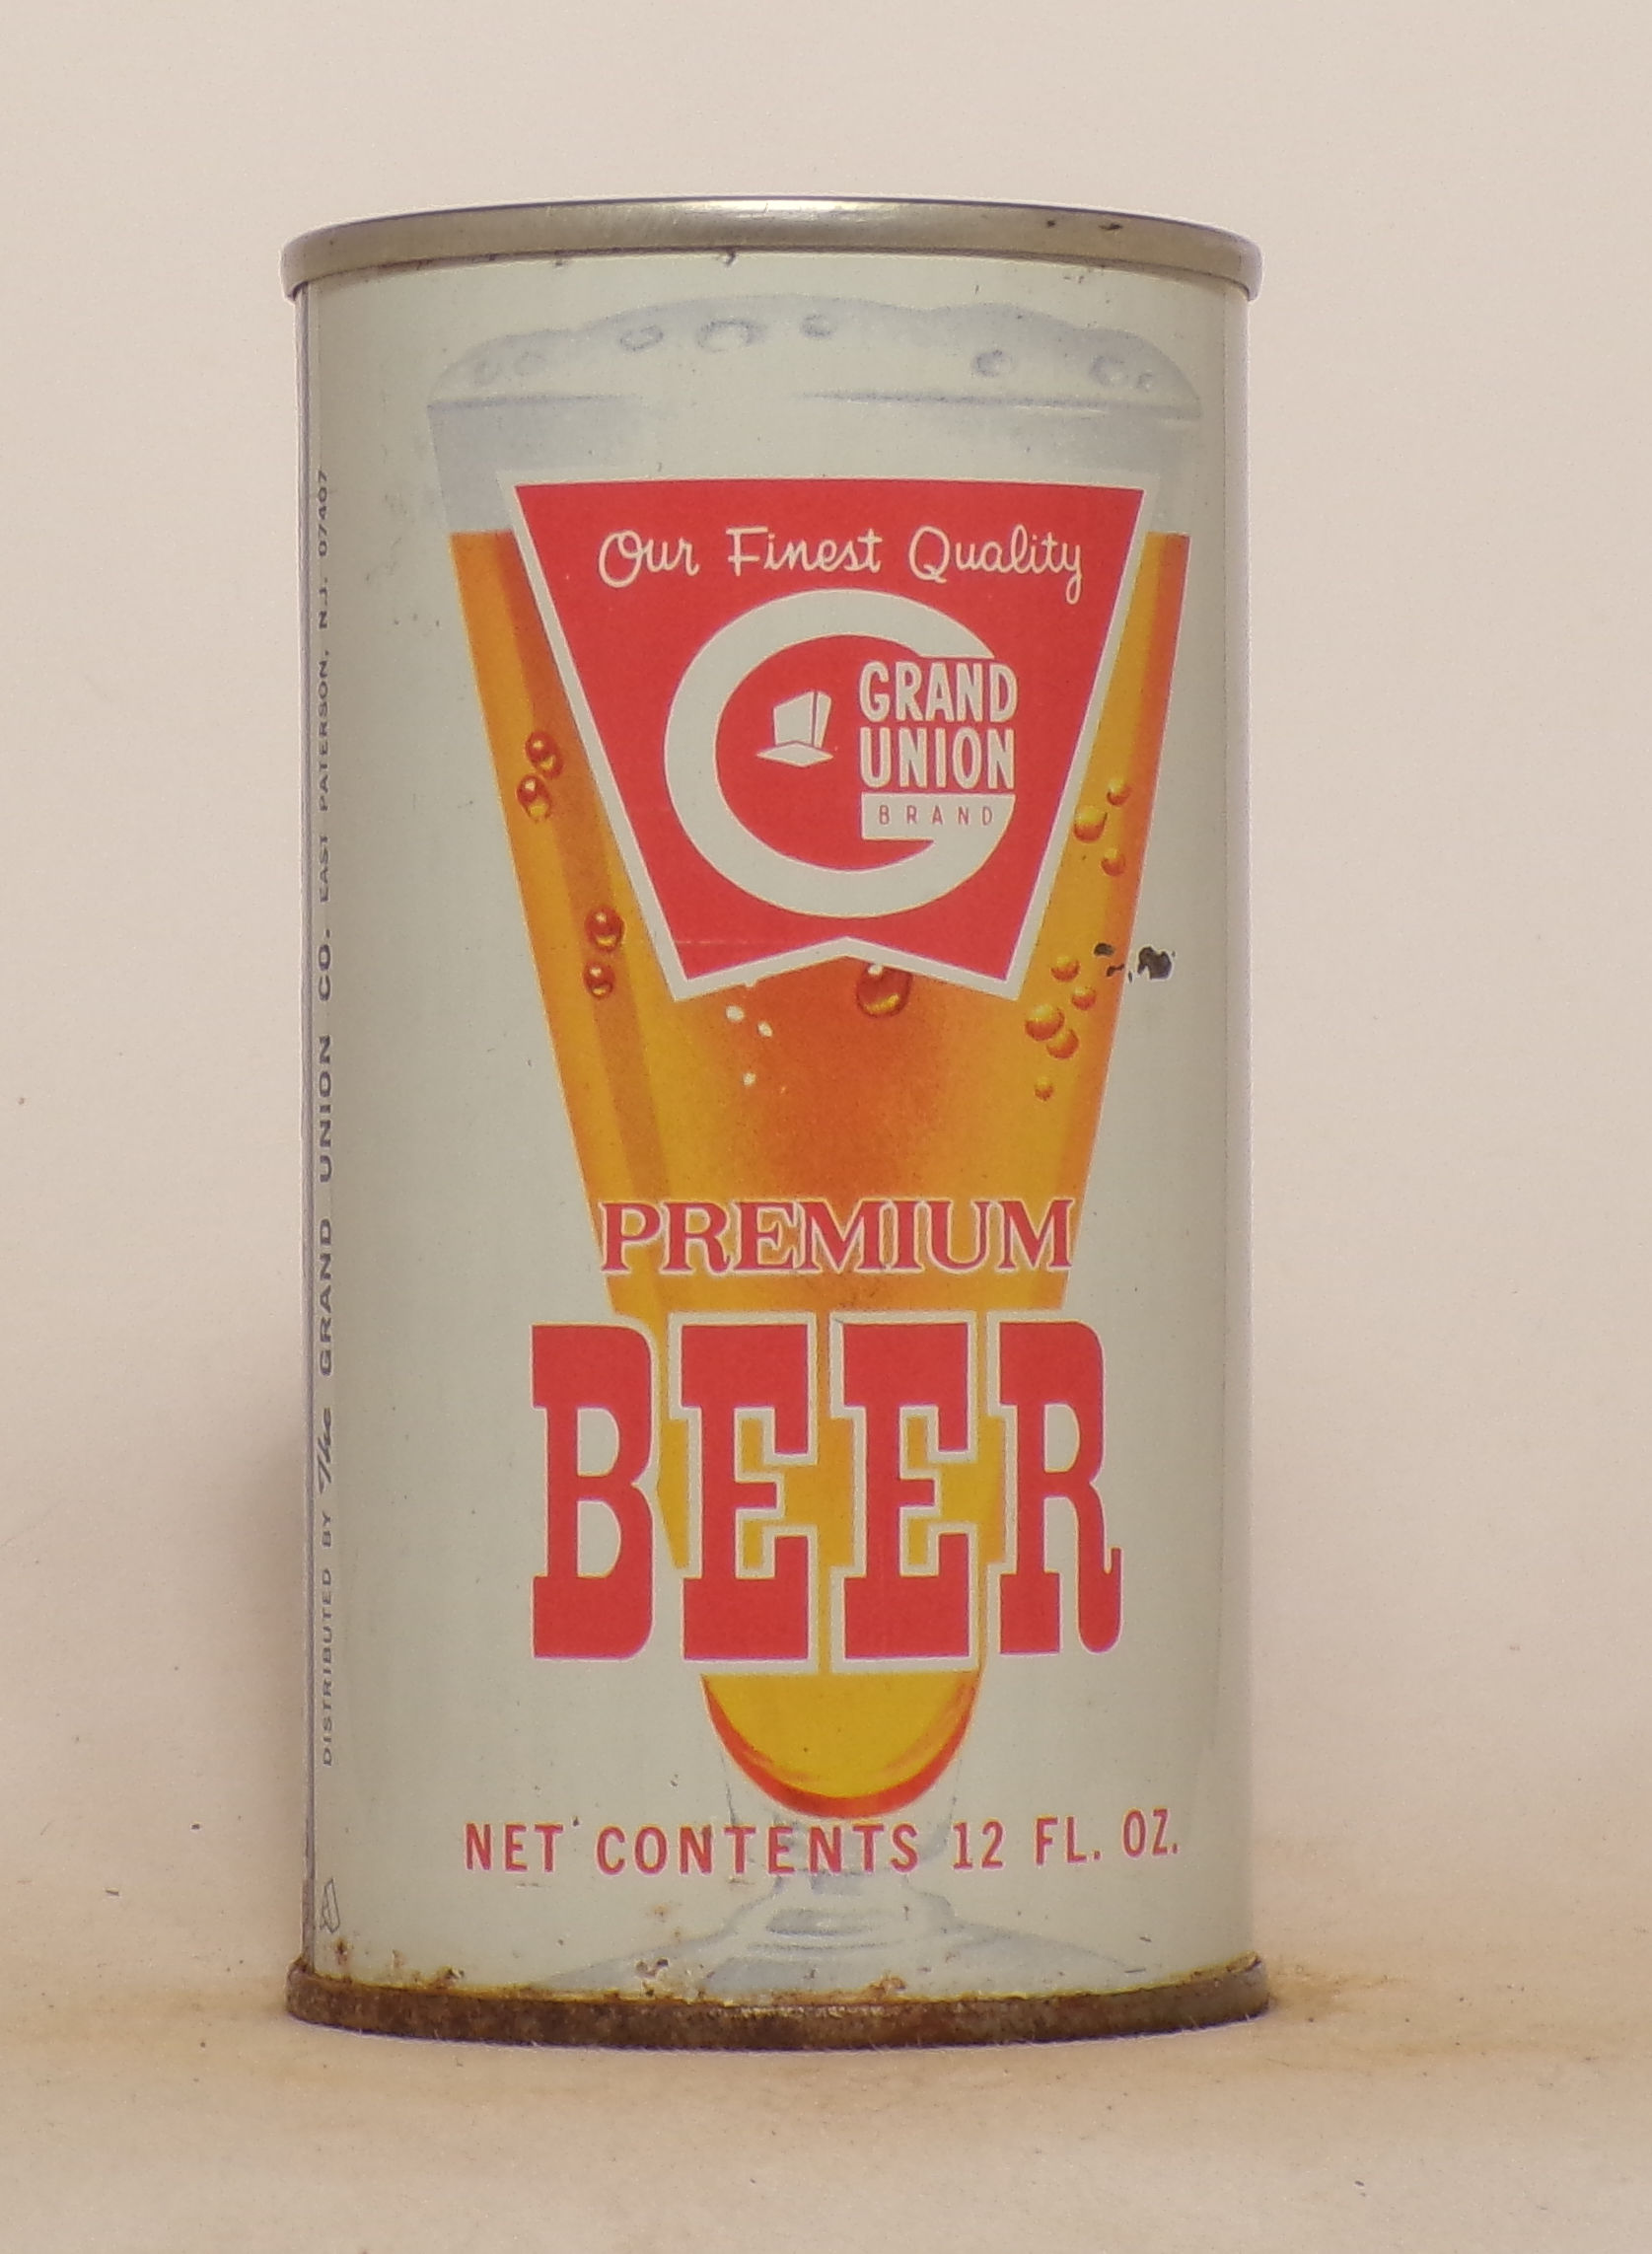 Our Finest Quality
GRAND
UNION
BRAND
PREMIUM
BEER
NET CONTENTS 12 FL. OZ.
DISTRIBUTED BY The GRAND UNION CO. EAST PATERSON, N.J. 07407